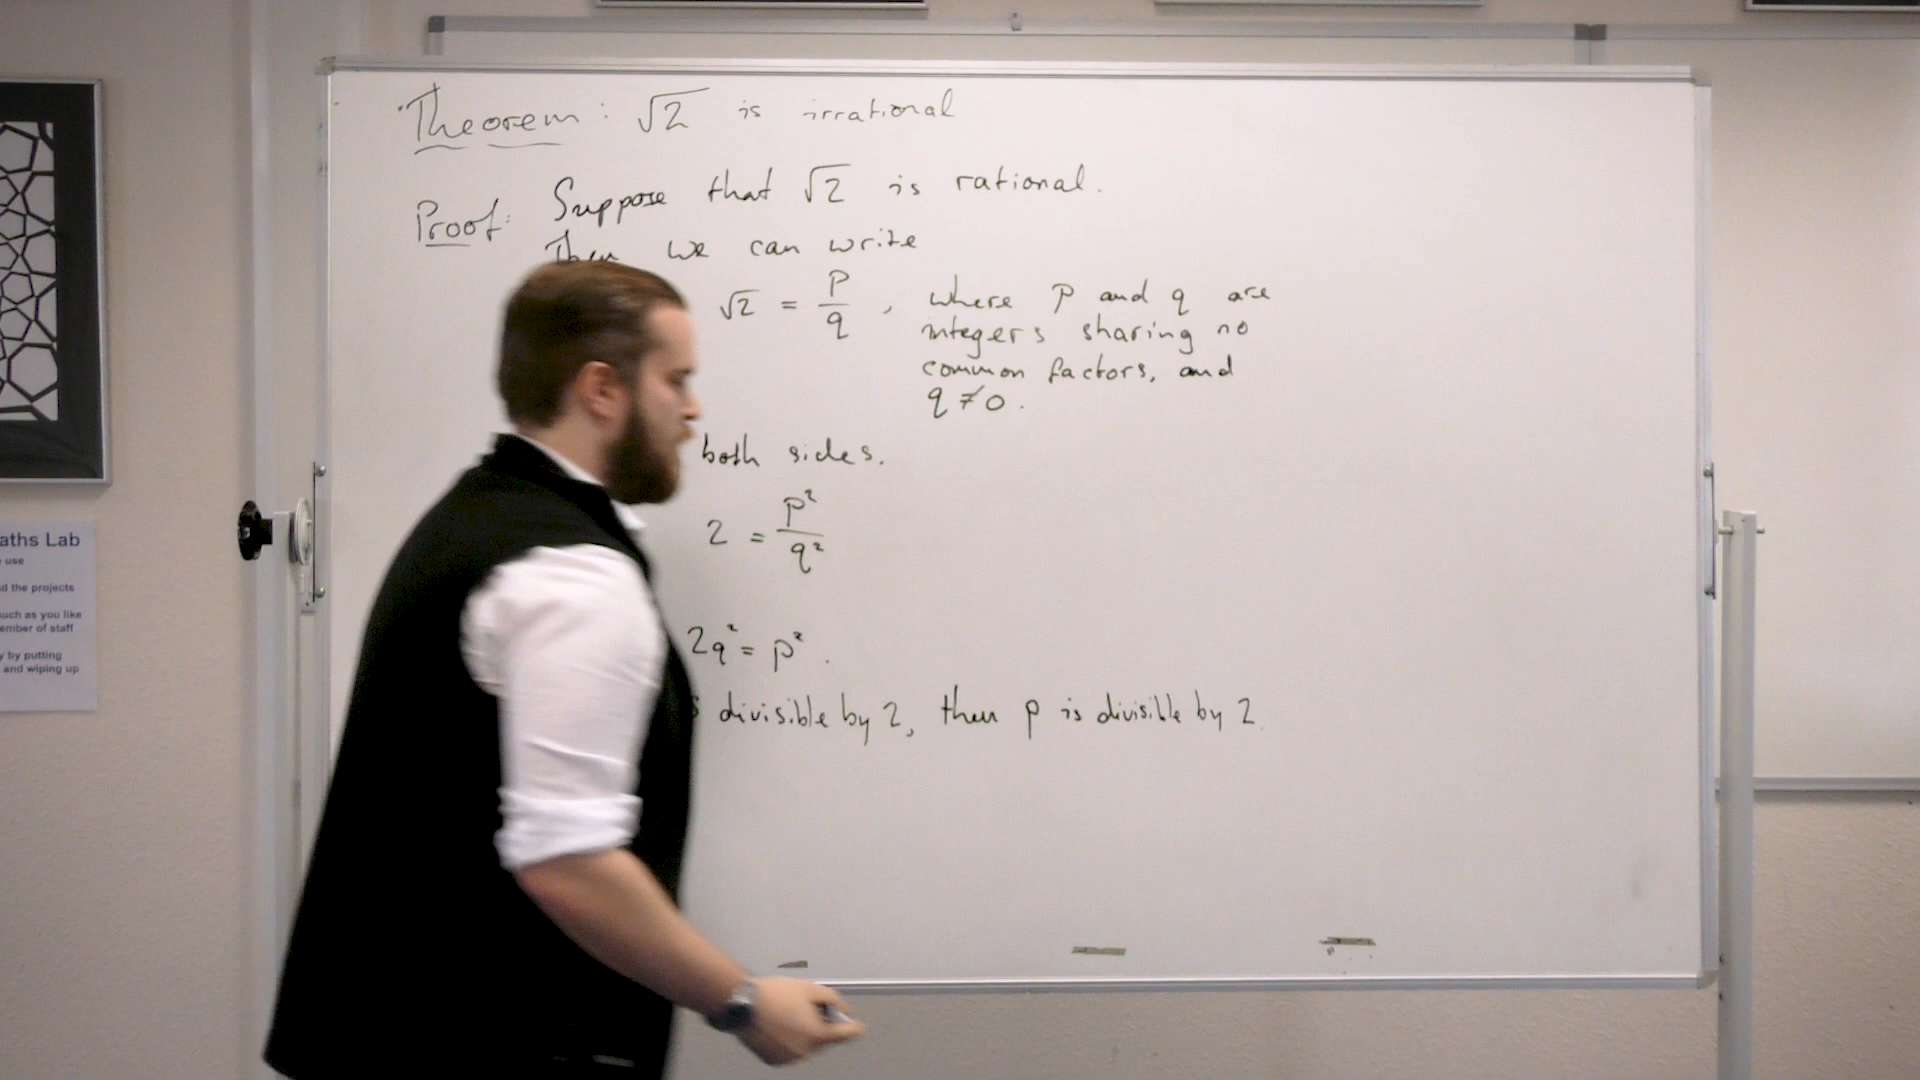 Theorem: √2 is irrational
Proof: Suppose that √2 is rational.
Then we can write
√2 = p/q, where p and q are
integers sharing no
common factors, and
q ≠ 0.
both sides.
2 = p²/q²
2q² = p².
s divisible by 2, then p is divisible by 2.
aths Lab
use
d the projects
uch as you like
ember of staff
y by putting
and wiping up